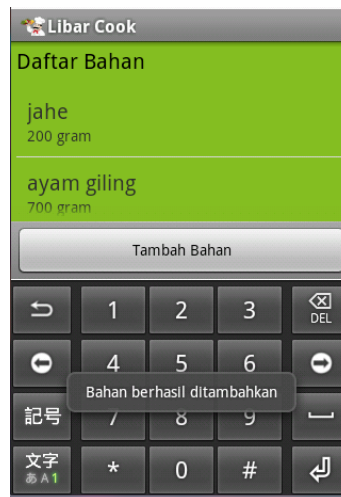 Libar Cook
Daftar Bahan
jahe
200 gram
ayam giling
700 gram
Tambah Bahan
1 2 3 DEL
4 5 6
Bahan berhasil ditambahkan
記号 7 8 9
文字 * 0 #
あA1